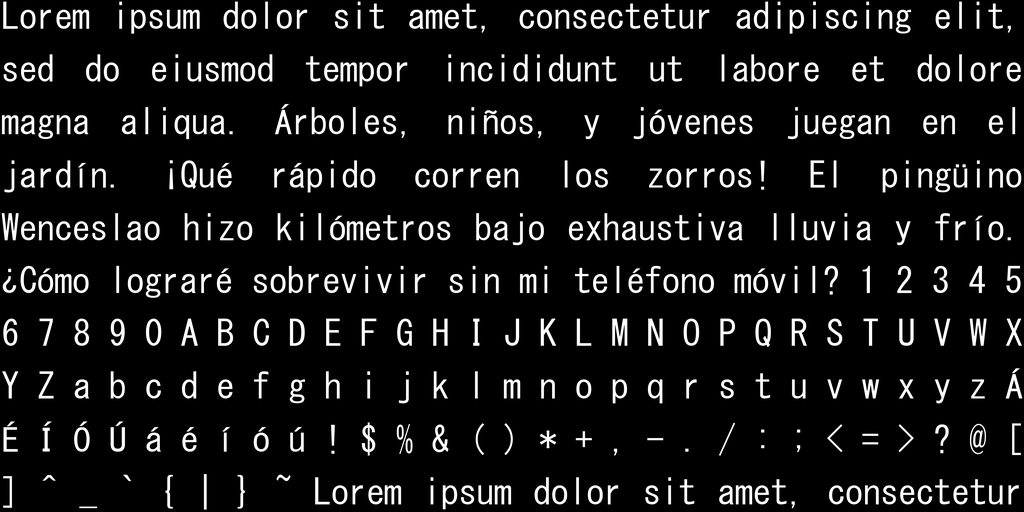 Lorem ipsum dolor sit amet, consectetur adipiscing elit,
sed do eiusmod tempor incididunt ut labore et dolore
magna aliqua. Árboles, niños, y jóvenes juegan en el
jardín. ¡Qué rápido corren los zorros! El pingüino
Wenceslao hizo kilómetros bajo exhaustiva lluvia y frío.
¿Cómo lograré sobrevivir sin mi teléfono móvil? 1 2 3 4 5
6 7 8 9 0 A B C D E F G H I J K L M N O P Q R S T U V W X
Y Z a b c d e f g h i j k l m n o p q r s t u v w x y z Á
É Í Ó Ú á é í ó ú ! $ % & ( ) * + , - . / : ; < = > ? @ [
] ^ _ ` { | } ~ Lorem ipsum dolor sit amet, consectetur